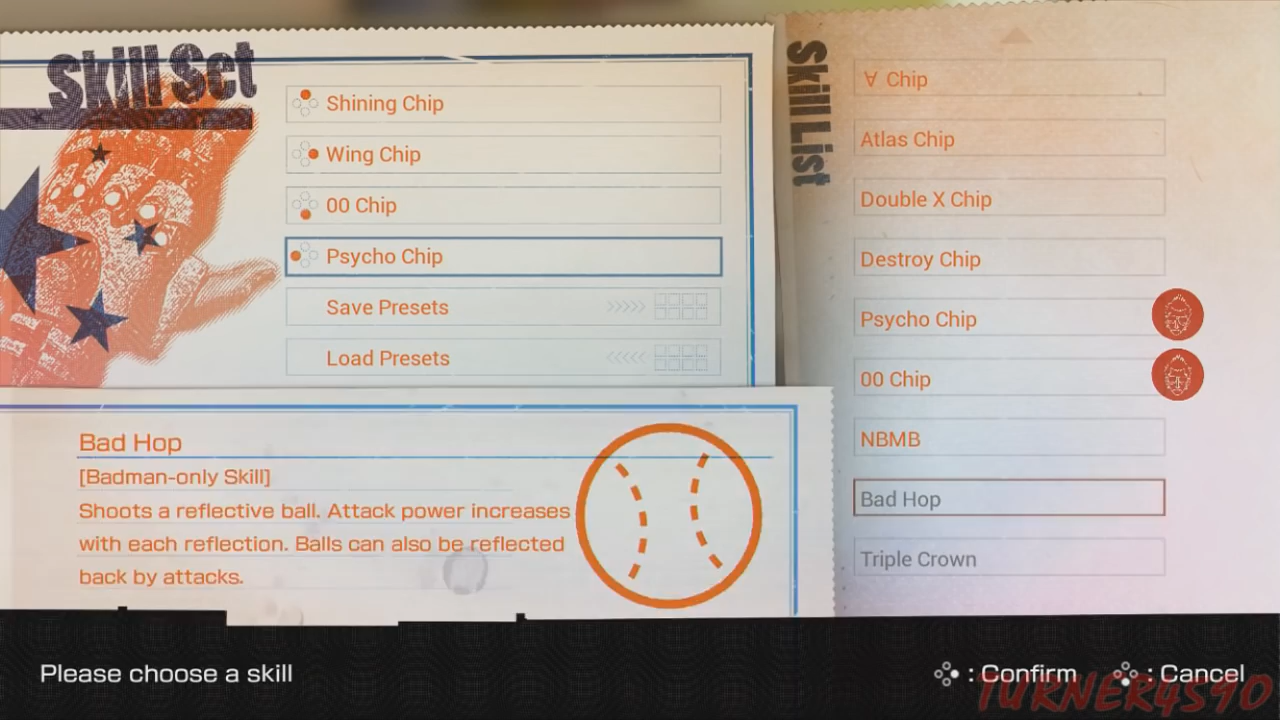 Skill Set
Shining Chip
Wing Chip
00 Chip
Psycho Chip
Save Presets
Load Presets
Bad Hop
[Badman-only Skill]
Shoots a reflective ball. Attack power increases
with each reflection. Balls can also be reflected
back by attacks.
Skill List
∀ Chip
Atlas Chip
Double X Chip
Destroy Chip
Psycho Chip
00 Chip
NBMB
Bad Hop
Triple Crown
Please choose a skill
: Confirm
: Cancel
TURNER4S90